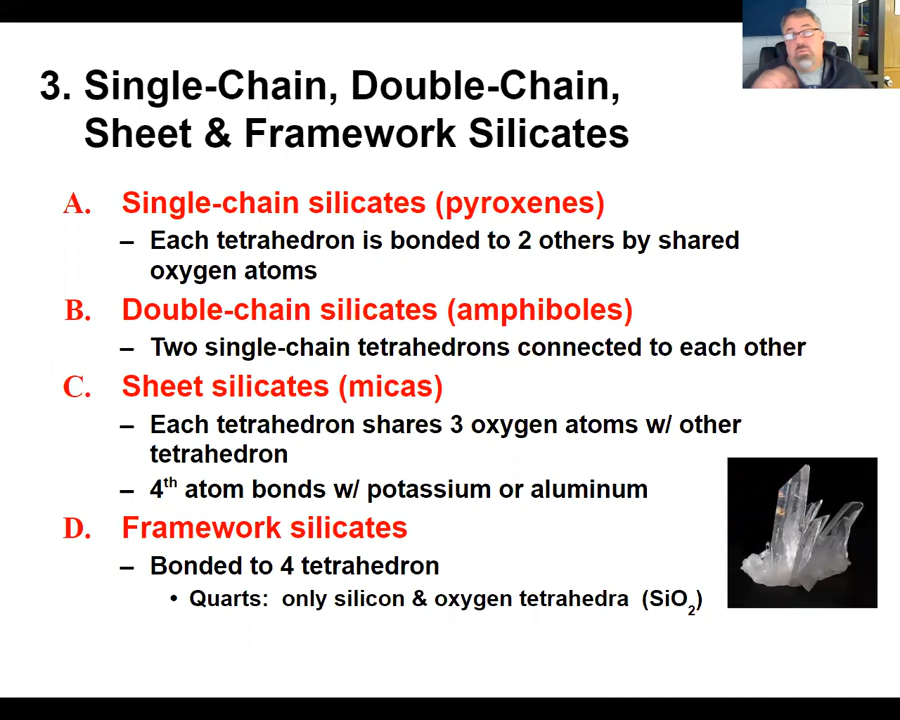 3. Single-Chain, Double-Chain,
Sheet & Framework Silicates
A. Single-chain silicates (pyroxenes)
– Each tetrahedron is bonded to 2 others by shared
oxygen atoms
B. Double-chain silicates (amphiboles)
– Two single-chain tetrahedrons connected to each other
C. Sheet silicates (micas)
– Each tetrahedron shares 3 oxygen atoms w/ other
tetrahedron
– 4th atom bonds w/ potassium or aluminum
D. Framework silicates
– Bonded to 4 tetrahedron
• Quarts: only silicon & oxygen tetrahedra (SiO2)